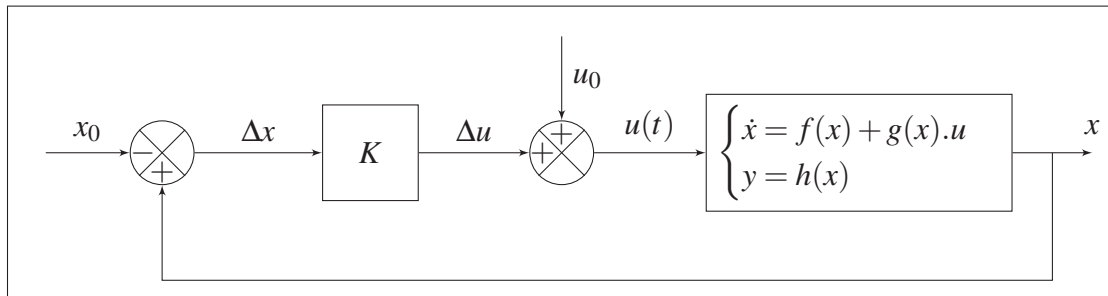 x₀
−
+
Δx
K
Δu
+
+
u₀
u(t)
ẋ = f(x) + g(x).u
y = h(x)
x